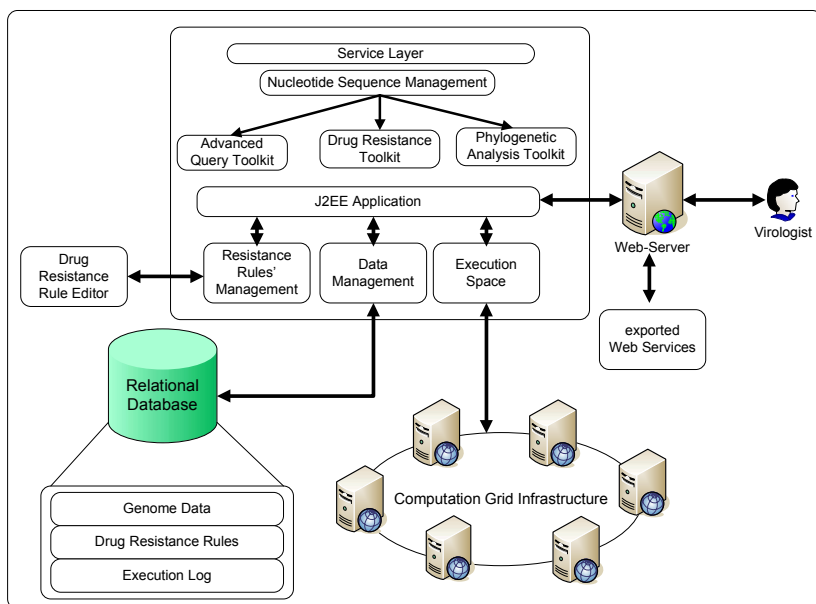 Service Layer
Nucleotide Sequence Management
Advanced
Query Toolkit
Drug Resistance
Toolkit
Phylogenetic
Analysis Toolkit
J2EE Application
Web-Server
Virologist
Drug
Resistance
Rule Editor
Resistance
Rules'
Management
Data
Management
Execution
Space
exported
Web Services
Relational
Database
Computation Grid Infrastructure
Genome Data
Drug Resistance Rules
Execution Log